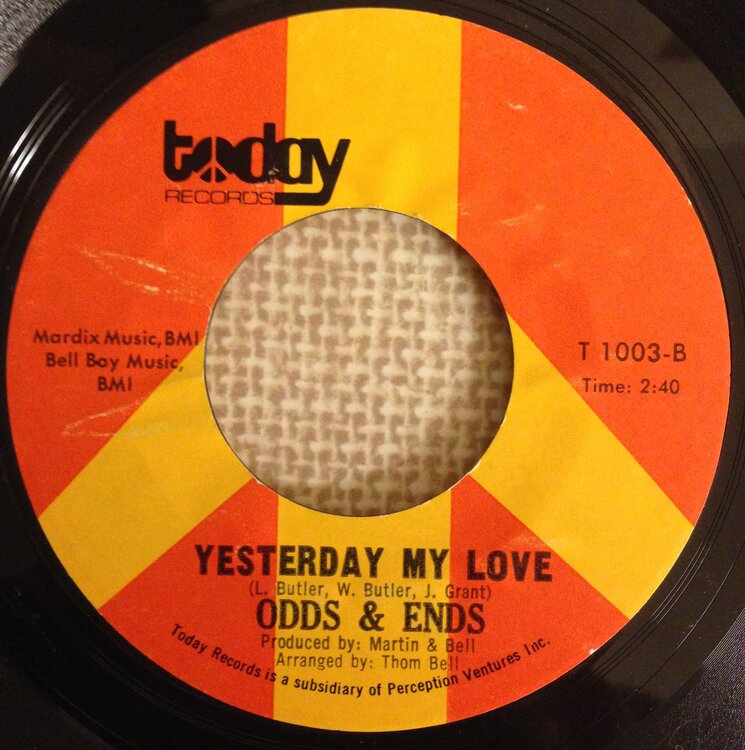 today
RECORDS
Mardix Music, BMI
Bell Boy Music,
BMI
T 1003-B
Time: 2:40
YESTERDAY MY LOVE
(L. Butler, W. Butler, J. Grant)
ODDS & ENDS
Produced by: Martin & Bell
Arranged by: Thom Bell
Today Records is a subsidiary of Perception Ventures Inc.